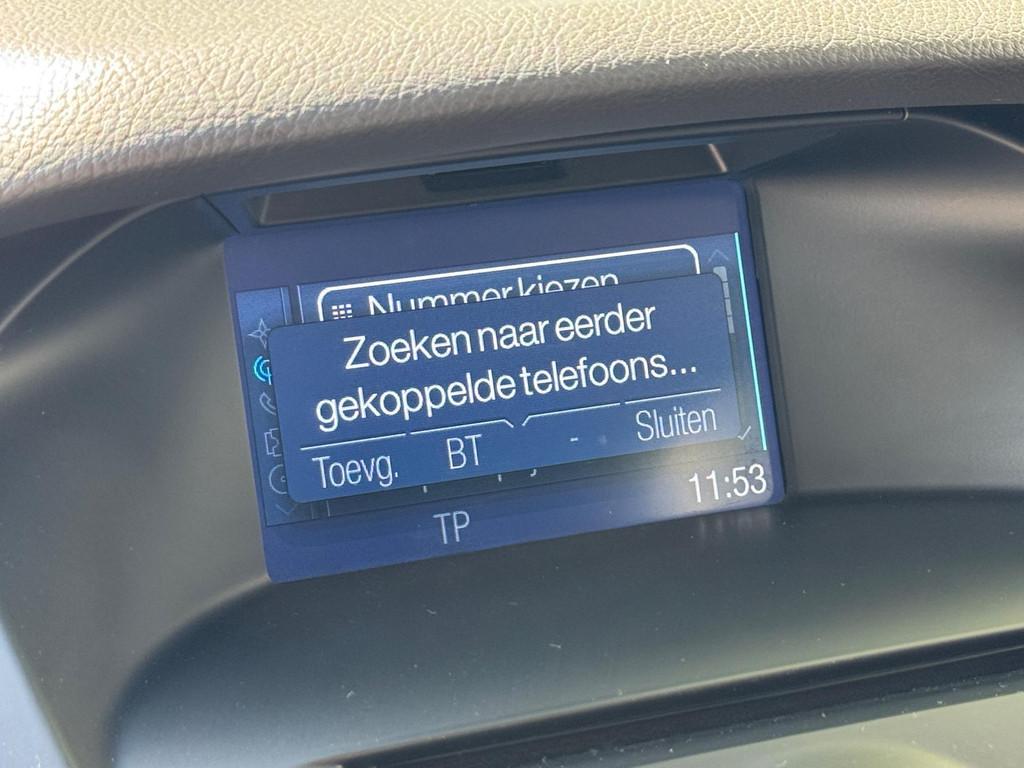 Nummer kiezen
Zoeken naar eerder
gekoppelde telefoons...
Toevg. BT - Sluiten
11:53
TP